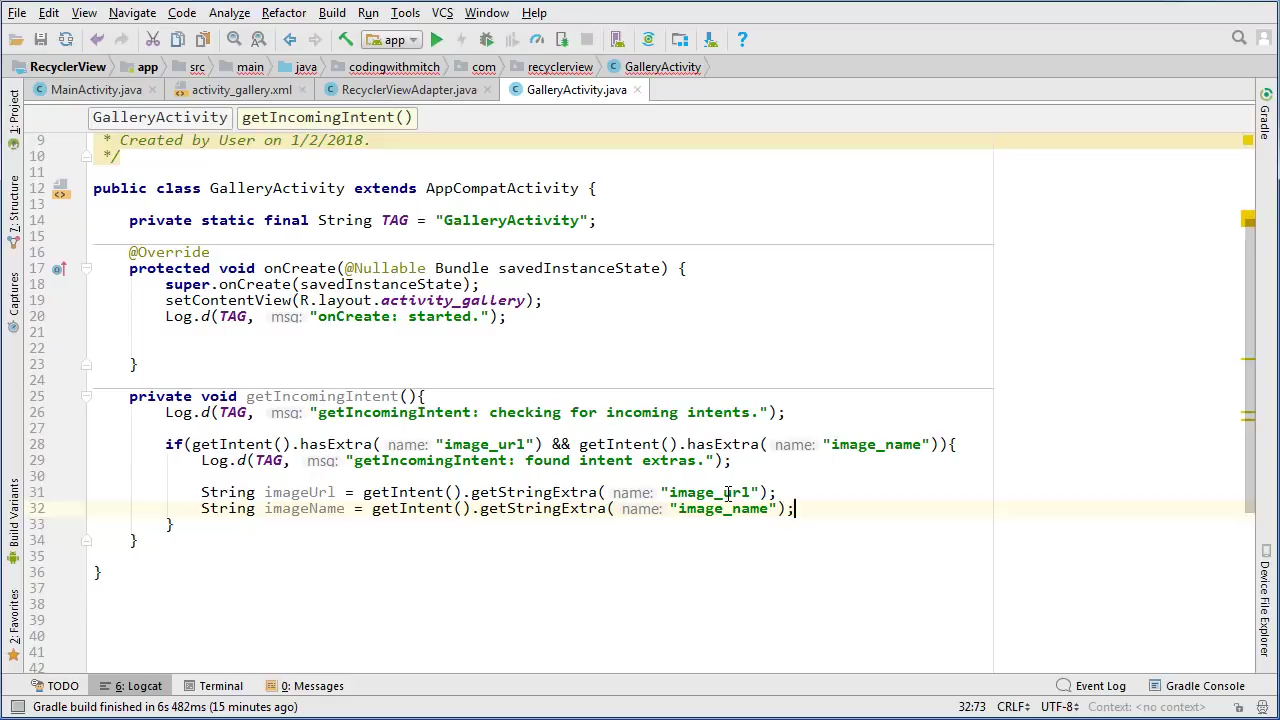 File Edit View Navigate Code Analyze Refactor Build Run Tools VCS Window Help
app
RecyclerView app src main java codingwithmitch com recyclerview GalleryActivity
MainActivity.java activity_gallery.xml RecyclerViewAdapter.java GalleryActivity.java
GalleryActivity getIncomingIntent()
9 * Created by User on 1/2/2018.
10 */
11
12 public class GalleryActivity extends AppCompatActivity {
13
14 private static final String TAG = "GalleryActivity";
15
16 @Override
17 protected void onCreate(@Nullable Bundle savedInstanceState) {
18 super.onCreate(savedInstanceState);
19 setContentView(R.layout.activity_gallery);
20 Log.d(TAG, msg: "onCreate: started.");
21
22
23 }
24
25 private void getIncomingIntent(){
26 Log.d(TAG, msg: "getIncomingIntent: checking for incoming intents.");
27
28 if(getIntent().hasExtra( name: "image_url") && getIntent().hasExtra( name: "image_name")){
29 Log.d(TAG, msg: "getIncomingIntent: found intent extras.");
30
31 String imageUrl = getIntent().getStringExtra( name: "image_url");
32 String imageName = getIntent().getStringExtra( name: "image_name");
33 }
34 }
35
36 }
37
38
39
40
41
42
1: Project
7: Structure
Captures
Build Variants
2: Favorites
Gradle
Device File Explorer
TODO 6: Logcat Terminal 0: Messages Event Log Gradle Console
Gradle build finished in 6s 482ms (15 minutes ago) 32:73 CRLF UTF-8 Context: <no context>